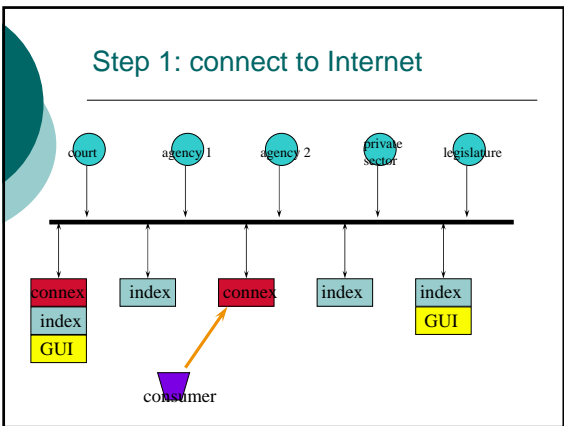 Step 1: connect to Internet
court
agency 1
agency 2
private
sector
legislature
connex
index
GUI
index
connex
index
index
GUI
consumer